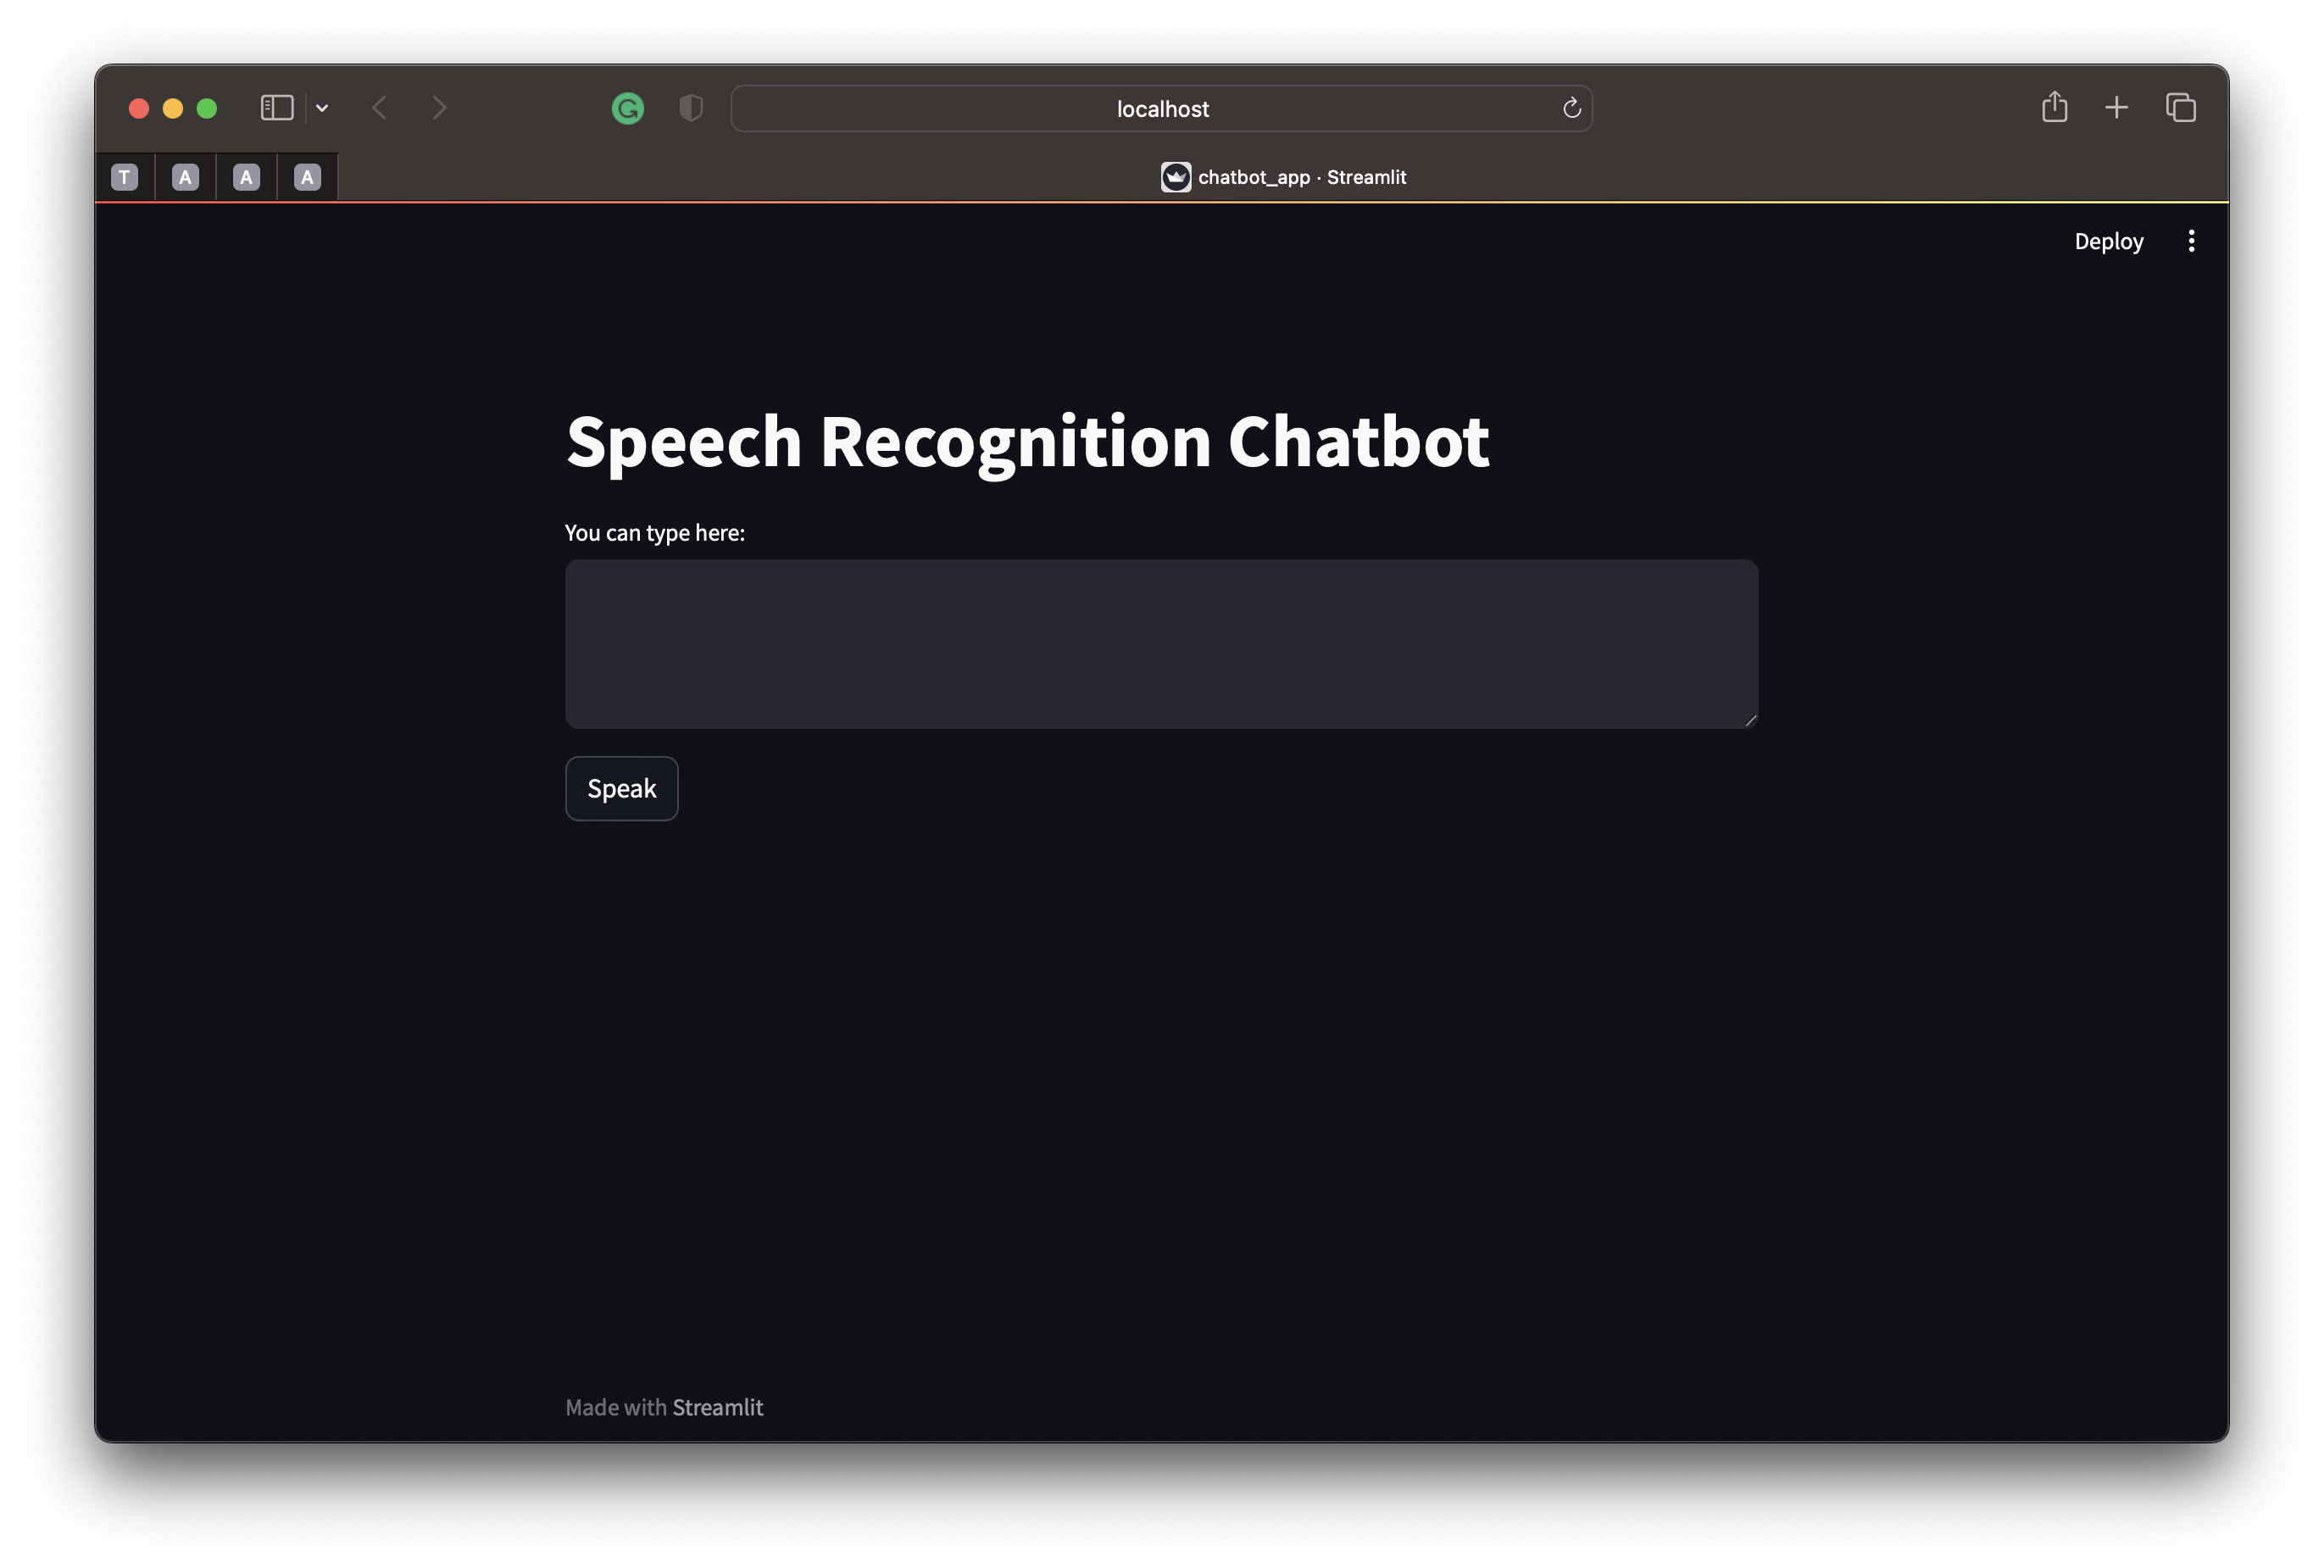 localhost
T A A A chatbot_app · Streamlit
Deploy
Speech Recognition Chatbot
You can type here:
Speak
Made with Streamlit